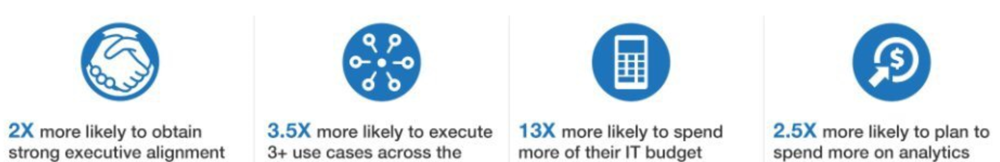 2X more likely to obtain
strong executive alignment
3.5X more likely to execute
3+ use cases across the
13X more likely to spend
more of their IT budget
2.5X more likely to plan to
spend more on analytics